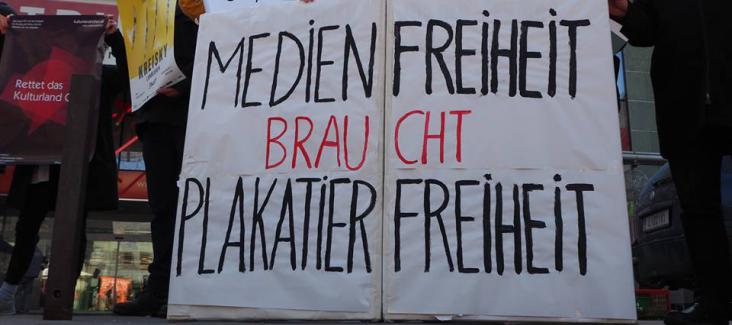 MEDIEN FREIHEIT
BRAUCHT
PLAKATIER FREIHEIT
Rettet das
Kulturland
KREISKY